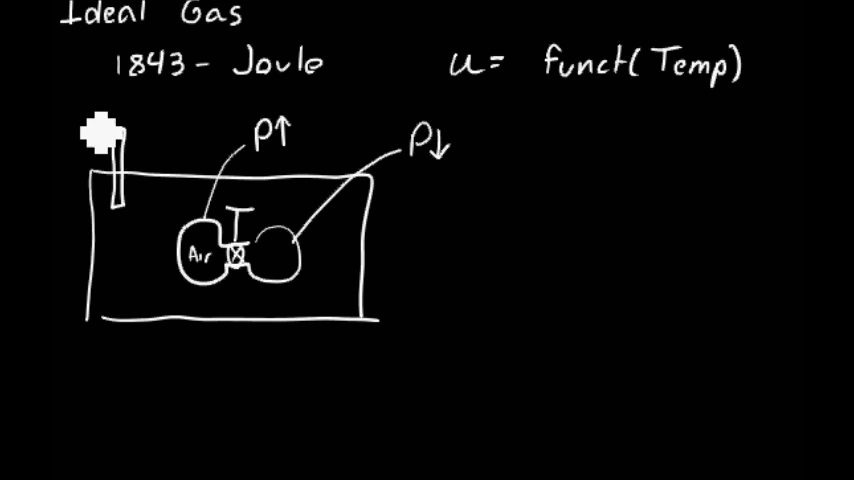 Ideal Gas
1843 - Joule
u= funct(Temp)
P↑
P↓
Air